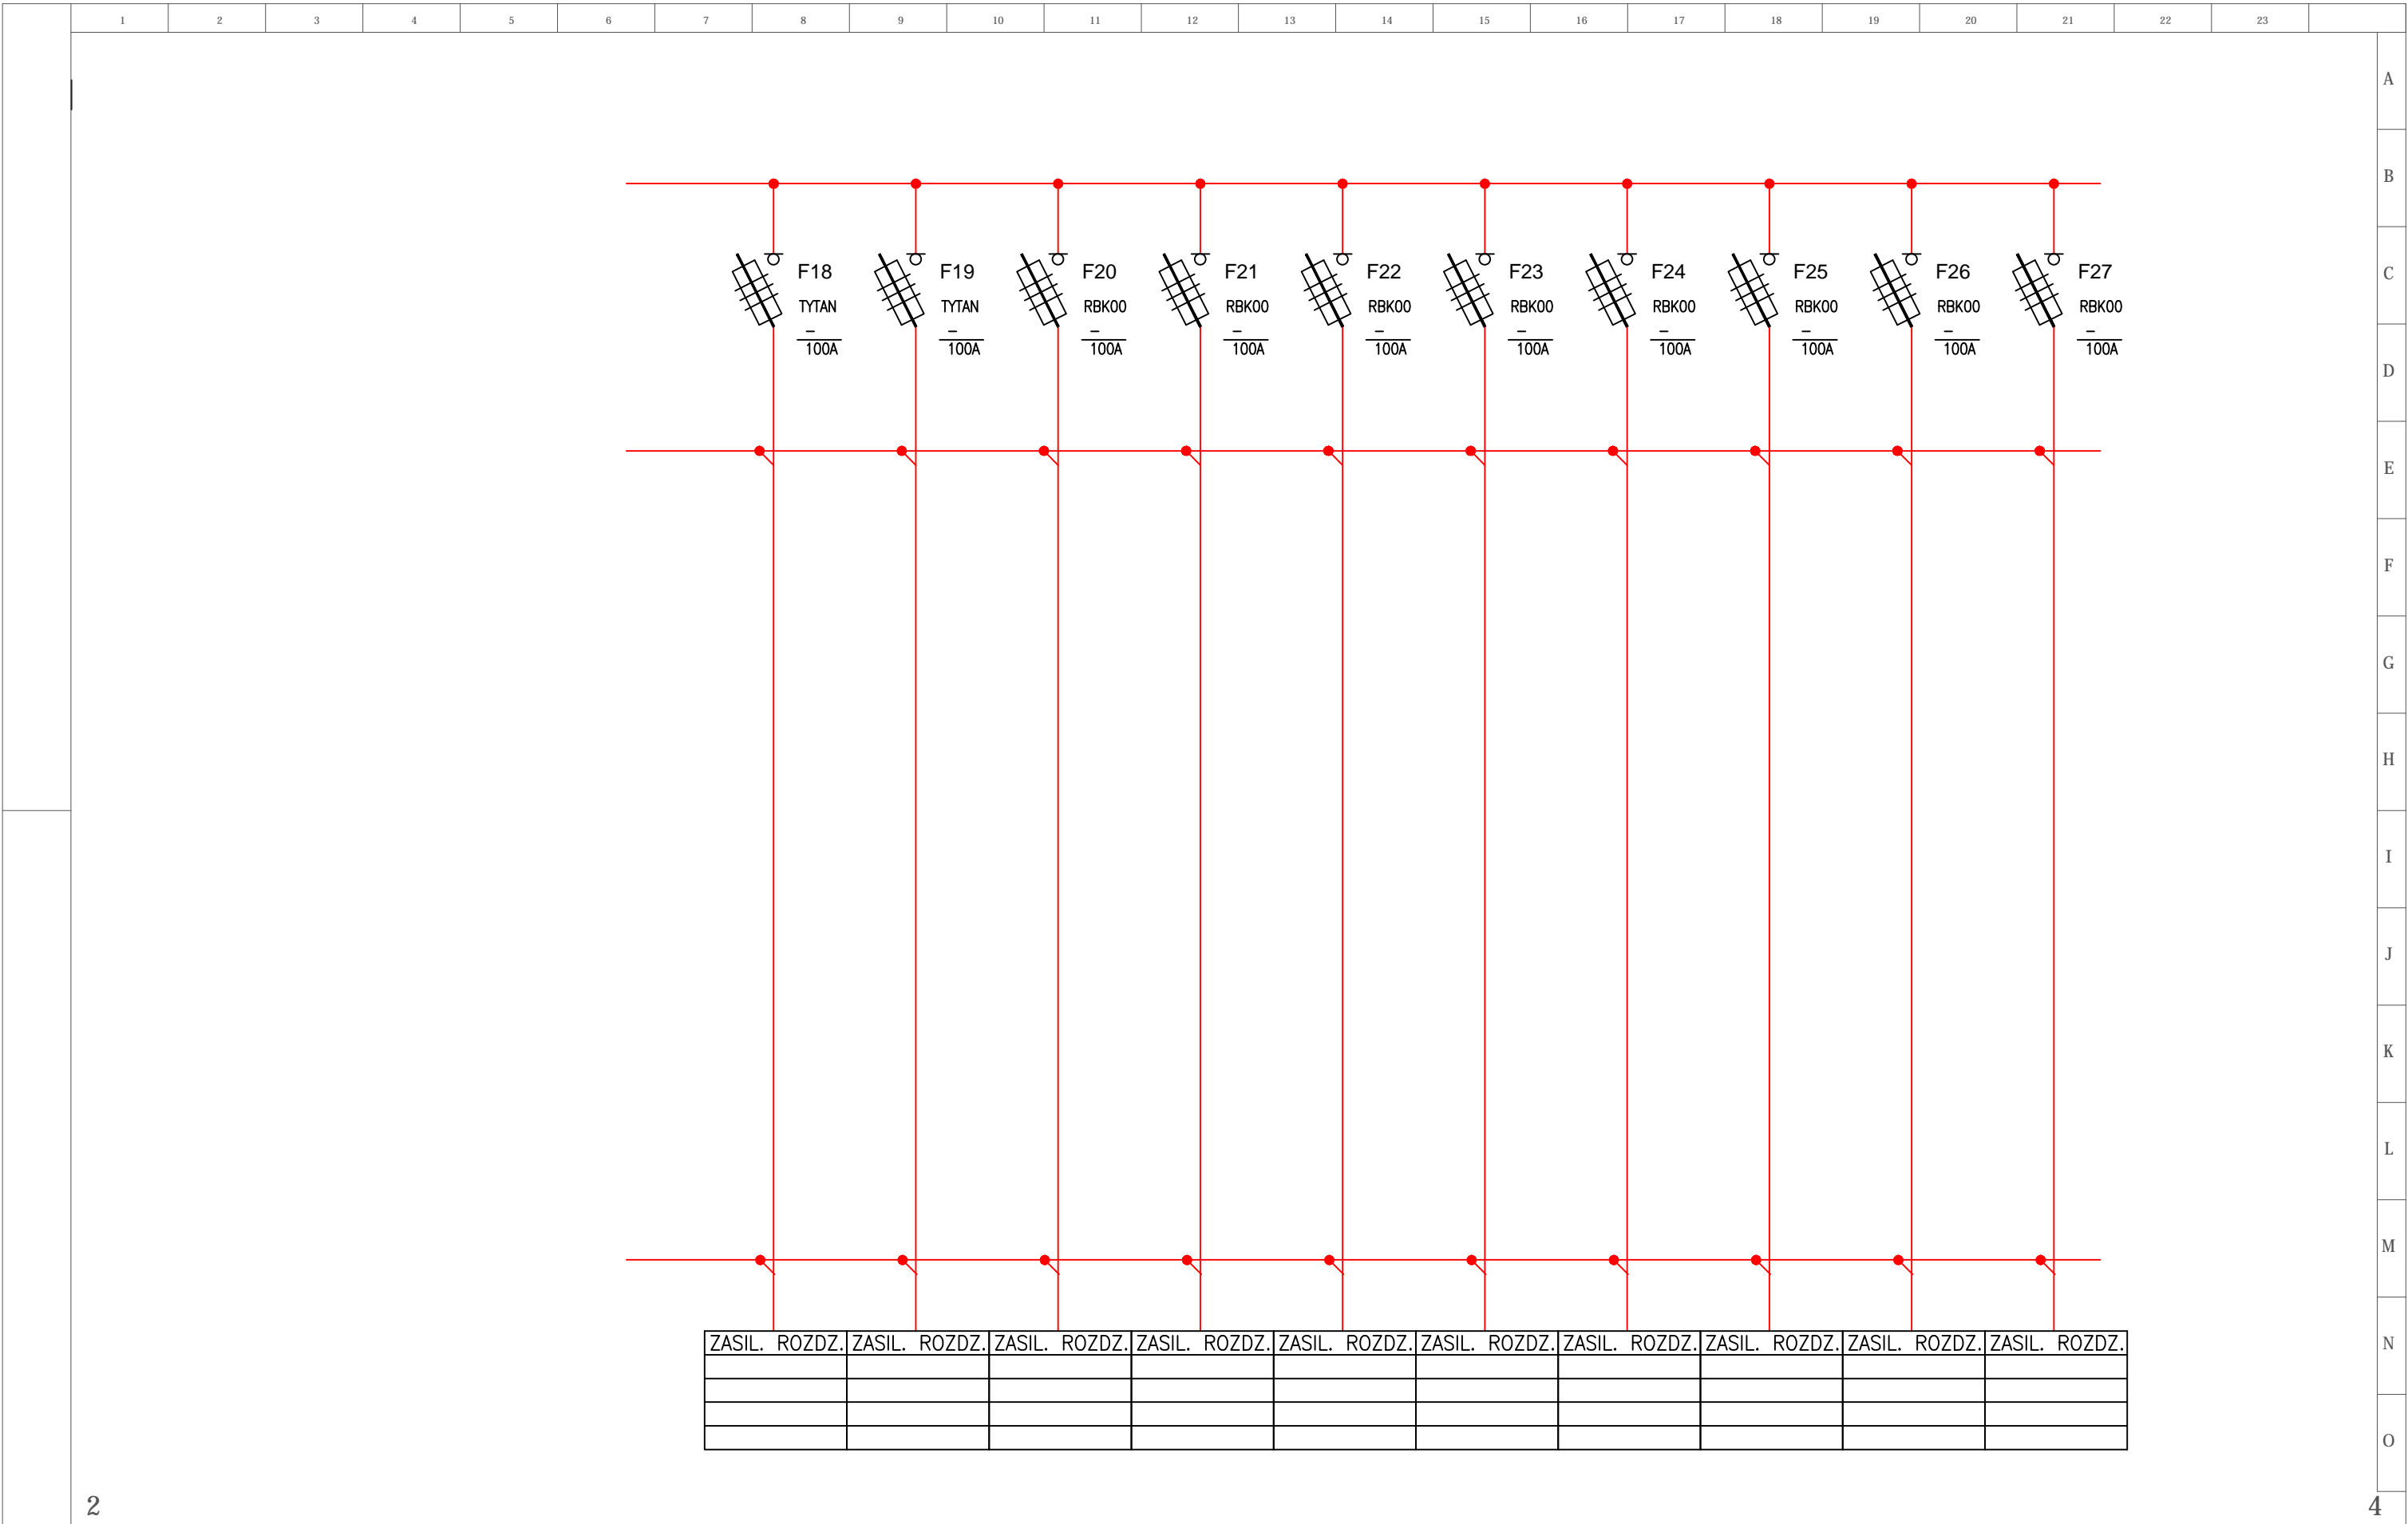 1 2 3 4 5 6 7 8 9 10 11 12 13 14 15 16 17 18 19 20 21 22 23
A
B
F18 F19 F20 F21 F22 F23 F24 F25 F26 F27
C
TYTAN TYTAN RBK00 RBK00 RBK00 RBK00 RBK00 RBK00 RBK00 RBK00
- - - - - - - - - -
100A 100A 100A 100A 100A 100A 100A 100A 100A 100A
D
E
F
G
H
I
J
K
L
M
ZASIL. ROZDZ. ZASIL. ROZDZ. ZASIL. ROZDZ. ZASIL. ROZDZ. ZASIL. ROZDZ. ZASIL. ROZDZ. ZASIL. ROZDZ. ZASIL. ROZDZ. ZASIL. ROZDZ. ZASIL. ROZDZ.
N
O
2 4